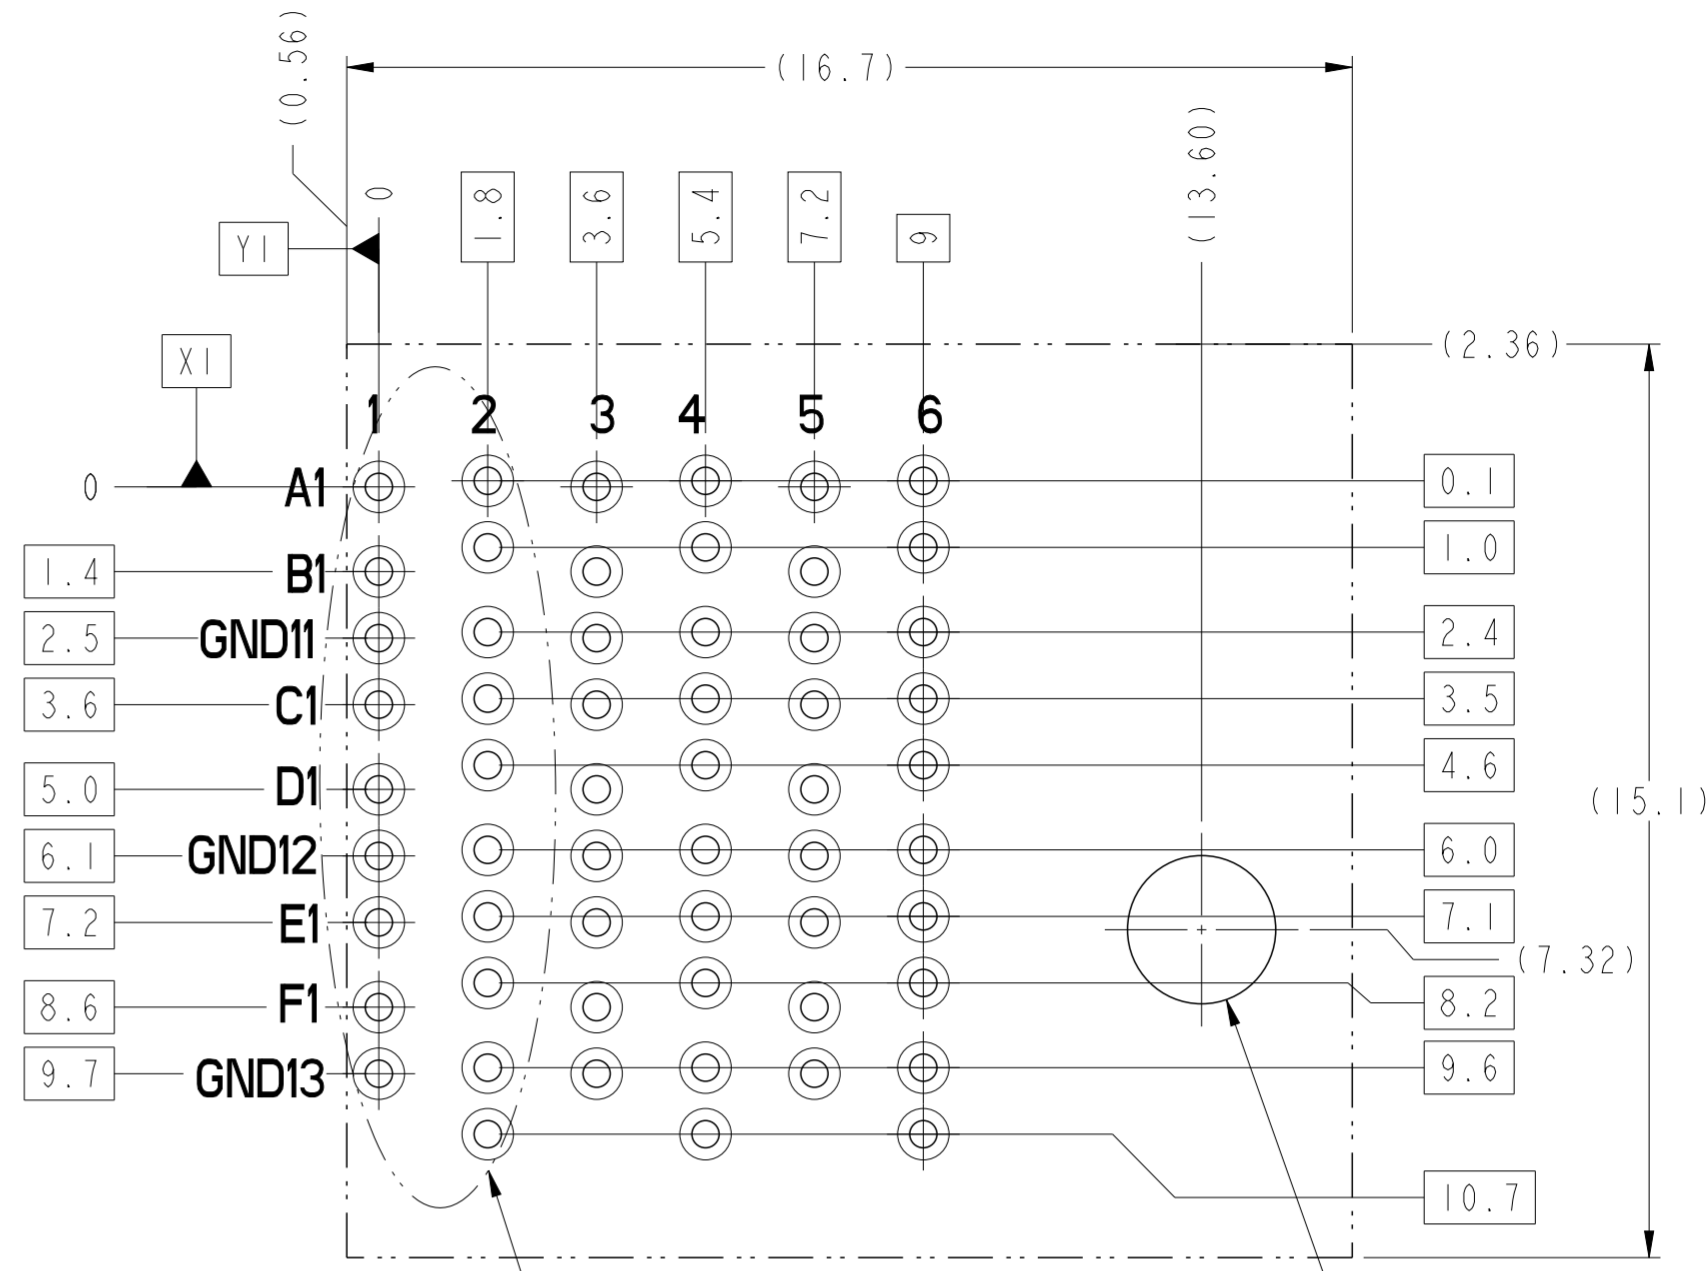 (0.56)
(16.7)
(13.60)
0
1.8
3.6
5.4
7.2
9
Y1
X1
(2.36)
1 2 3 4 5 6
0 A1 0.1
1.0
1.4 B1
2.5 GND11 2.4
3.6 C1 3.5
4.6
5.0 D1
(15.1)
6.1 GND12 6.0
7.2 E1 7.1
(7.32)
8.6 F1 8.2
9.7 GND13 9.6
10.7